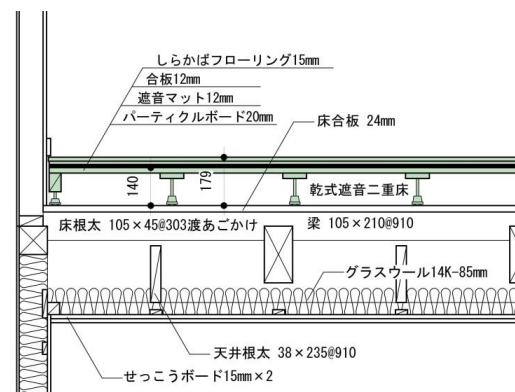 しらかばフローリング15mm
合板12mm
遮音マット12mm
パーティクルボード20mm
床合板 24mm
140
179
乾式遮音二重床
床根太 105×45@303渡あごかけ
梁 105×210@910
グラスウール14K-85mm
天井根太 38×235@910
せっこうボード15mm×2